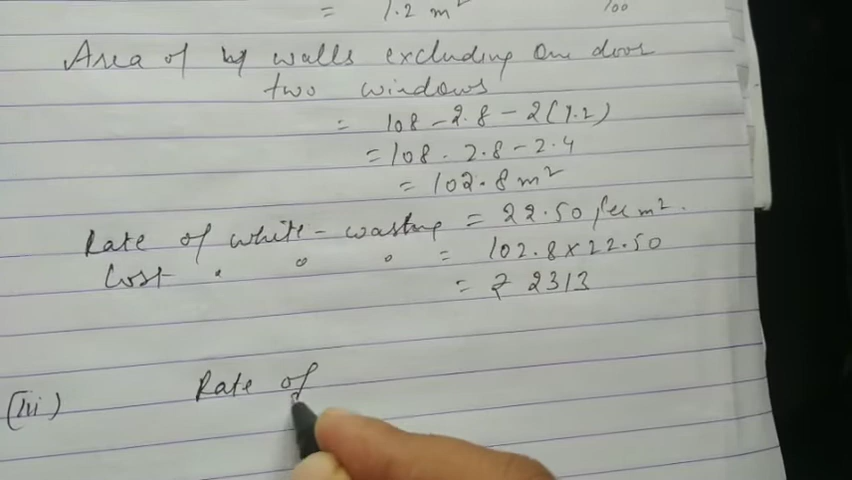 = 1.2 m² 100
Area of walls excluding one door
two windows
= 108 - 2.8 - 2(1.2)
= 108 - 2.8 - 2.4
= 102.8 m²
Rate of white-washing = 22.50 per m².
Cost " " " = 102.8 x 22.50
= ₹ 2313
(iii) Rate of